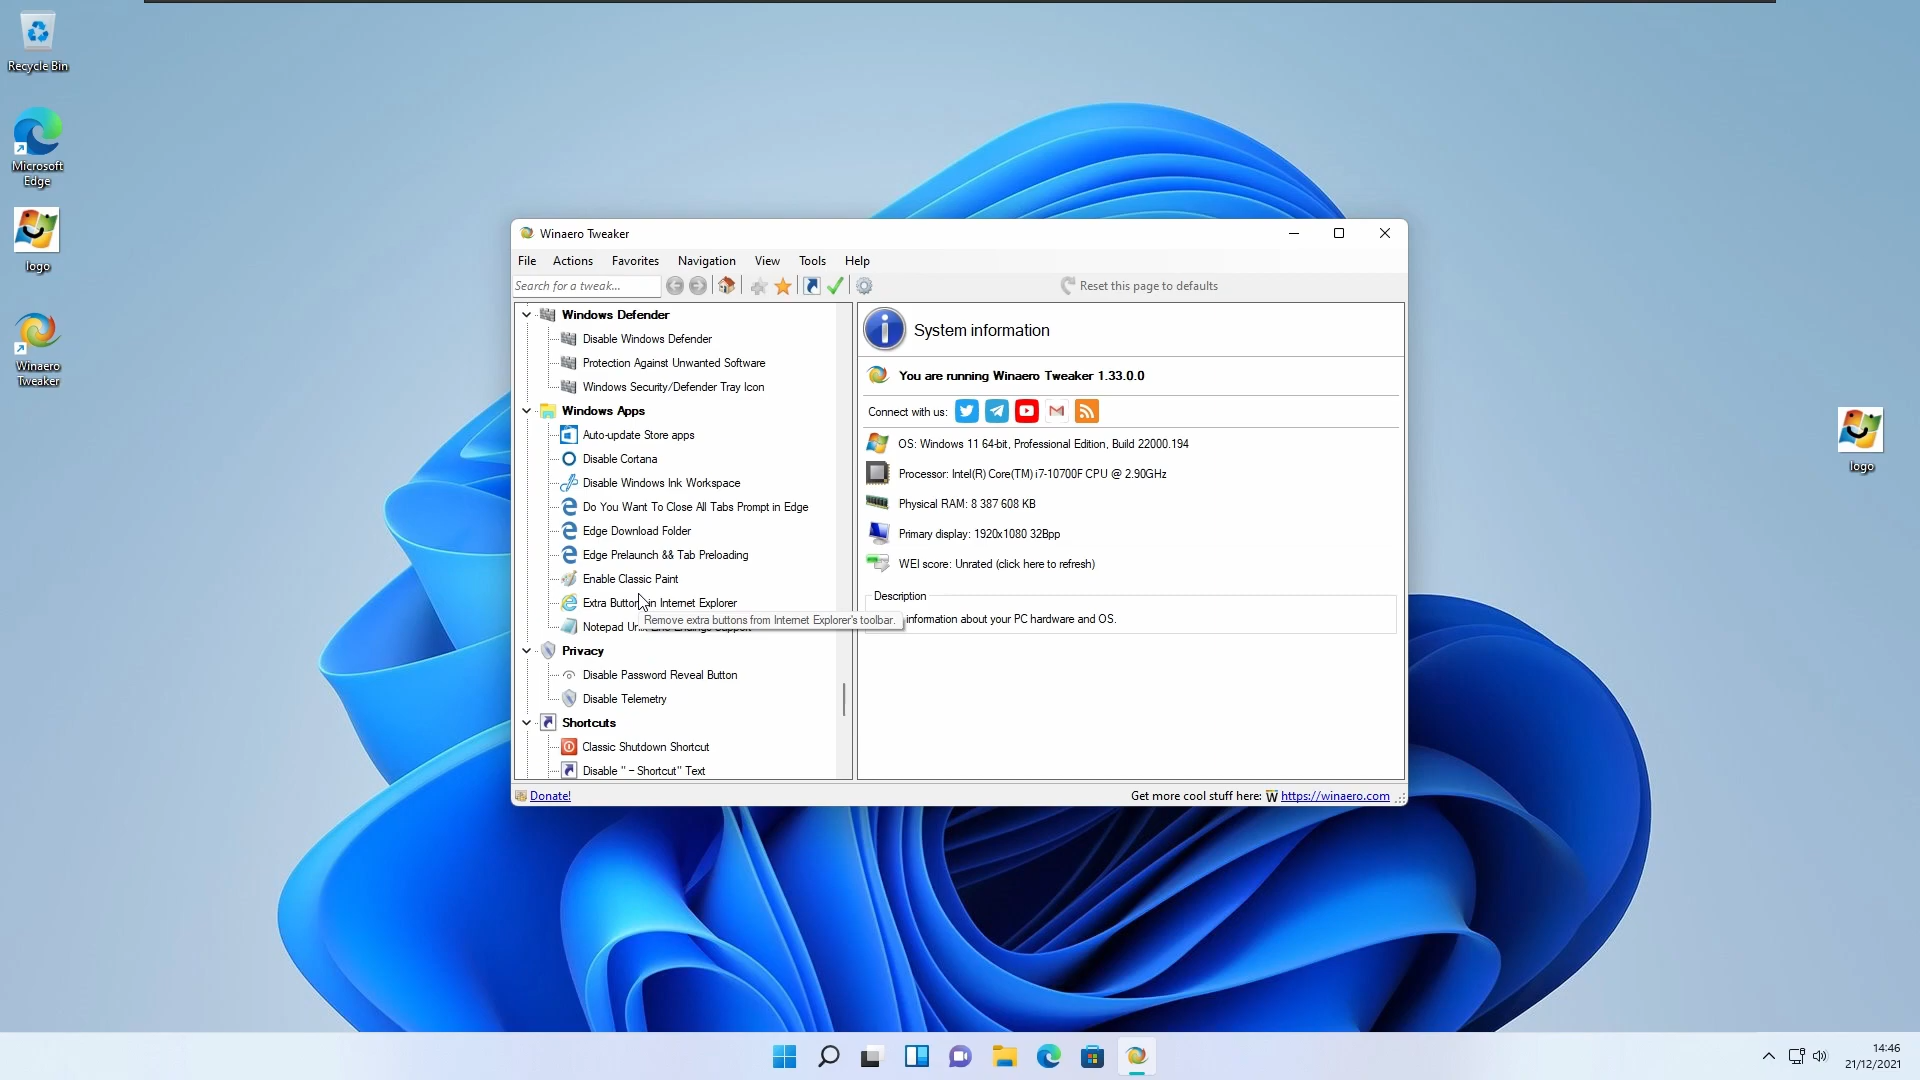 Recycle Bin
Microsoft
Edge
logo
Winaero
Tweaker
logo
Winaero Tweaker
File Actions Favorites Navigation View Tools Help
Search for a tweak...
Reset this page to defaults
Windows Defender
Disable Windows Defender
Protection Against Unwanted Software
Windows Security/Defender Tray Icon
Windows Apps
Auto-update Store apps
Disable Cortana
Disable Windows Ink Workspace
Do You Want To Close All Tabs Prompt in Edge
Edge Download Folder
Edge Prelaunch && Tab Preloading
Enable Classic Paint
Extra Button in Internet Explorer
Remove extra buttons from Internet Explorer's toolbar.
Notepad
Privacy
Disable Password Reveal Button
Disable Telemetry
Shortcuts
Classic Shutdown Shortcut
Disable " – Shortcut" Text
System information
You are running Winaero Tweaker 1.33.0.0
Connect with us:
OS: Windows 11 64-bit, Professional Edition, Build 22000.194
Processor: Intel(R) Core(TM) i7-10700F CPU @ 2.90GHz
Physical RAM: 8 387 608 KB
Primary display: 1920x1080 32Bpp
WEI score: Unrated (click here to refresh)
Description
information about your PC hardware and OS.
Donate!
Get more cool stuff here: W https://winaero.com
14:46
21/12/2021